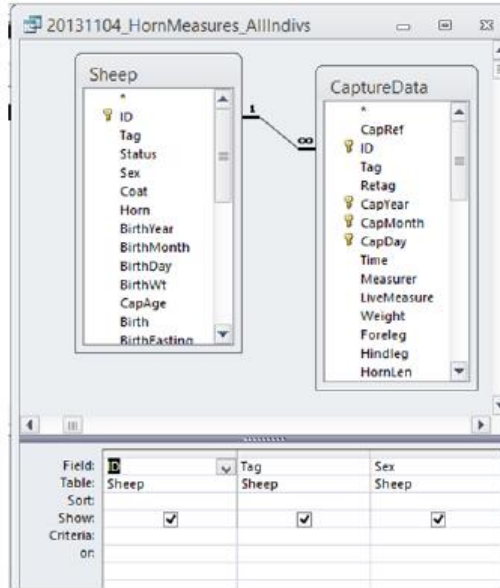 20131104_HornMeasures_AllIndivs
Sheep
*
ID
Tag
Status
Sex
Coat
Horn
BirthYear
BirthMonth
BirthDay
BirthWt
CapAge
Birth
BirthEasting
1
∞
CaptureData
*
CapRef
ID
Tag
Retag
CapYear
CapMonth
CapDay
Time
Measurer
LiveMeasure
Weight
Foreleg
Hindleg
HornLen
Field: ID Tag Sex
Table: Sheep Sheep Sheep
Sort:
Show:
Criteria:
or: